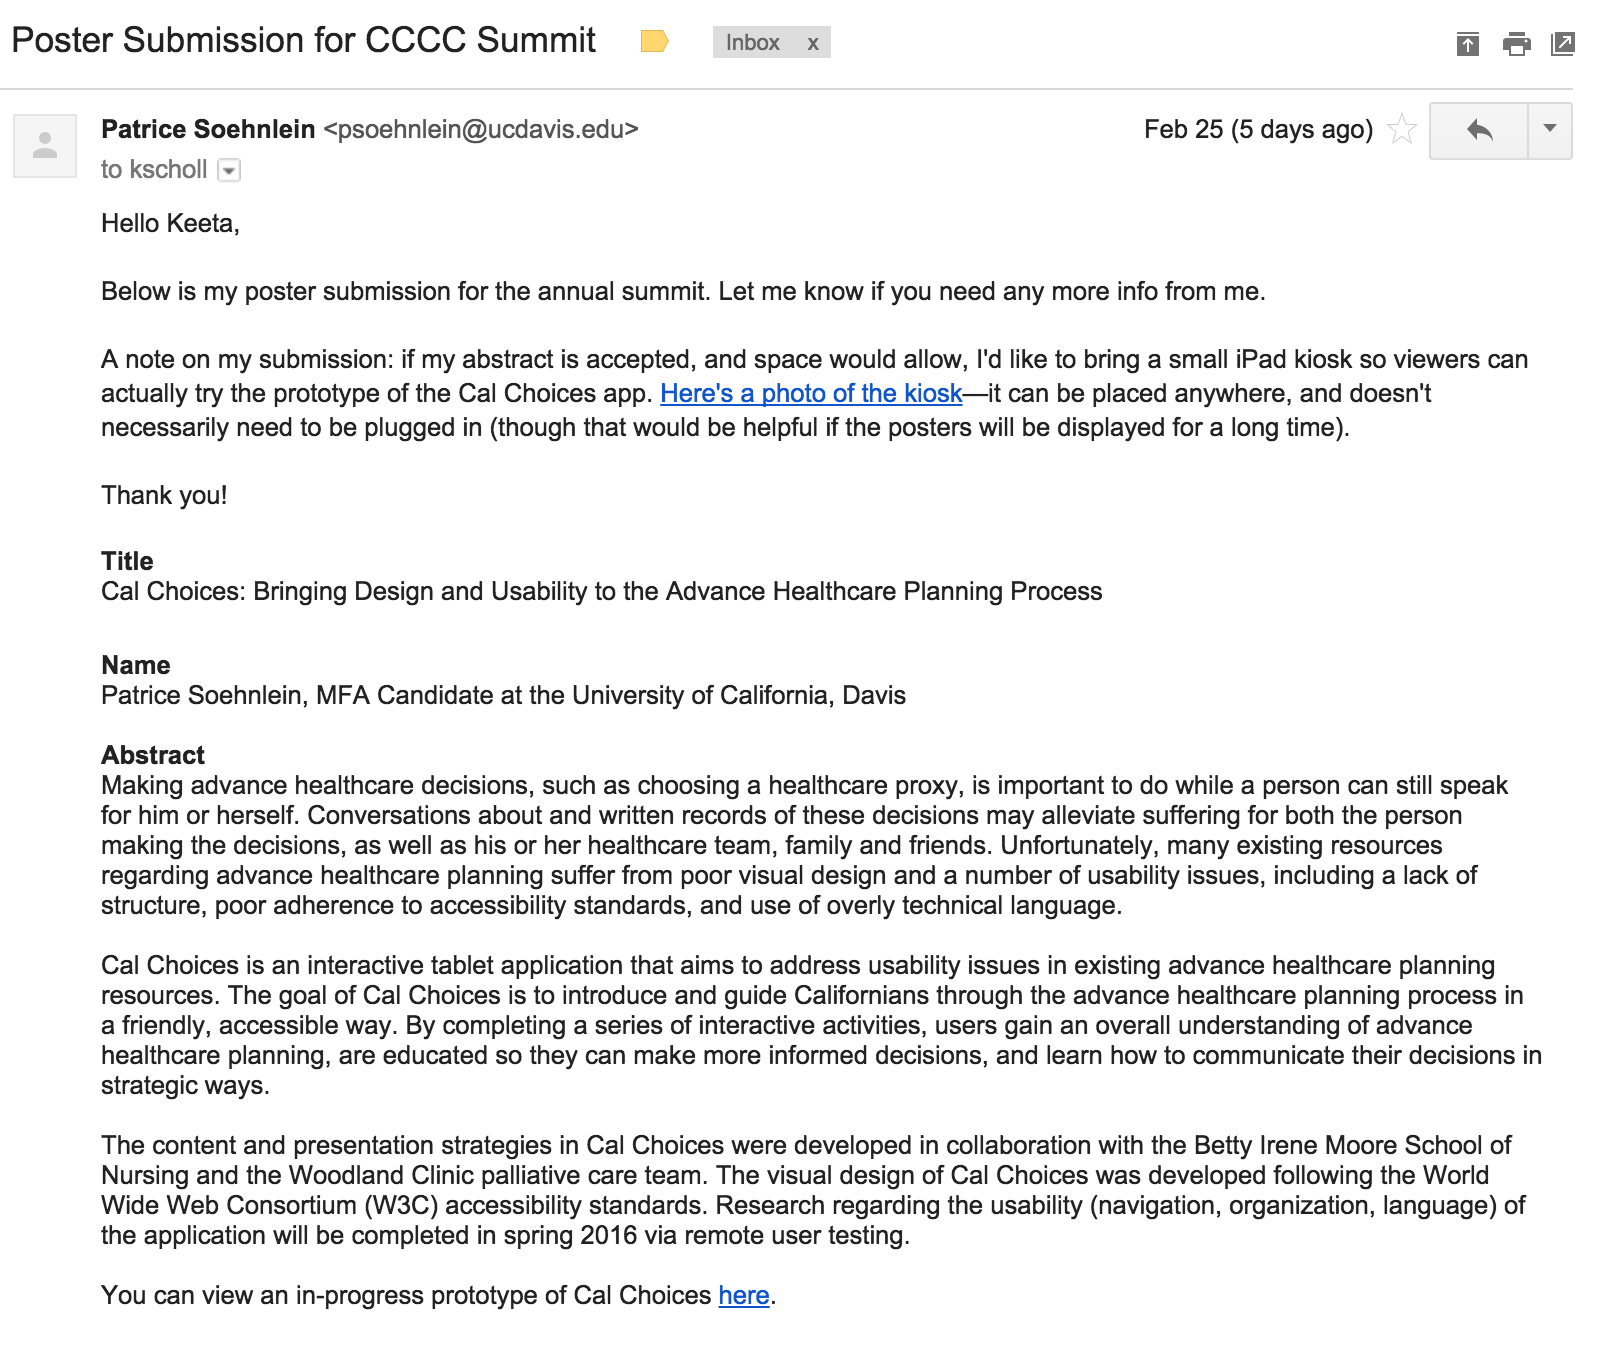 Poster Submission for CCCC Summit
Inbox x
Patrice Soehnlein <psoehnlein@ucdavis.edu>
Feb 25 (5 days ago)
to kscholl
Hello Keeta,
Below is my poster submission for the annual summit. Let me know if you need any more info from me.
A note on my submission: if my abstract is accepted, and space would allow, I'd like to bring a small iPad kiosk so viewers can
actually try the prototype of the Cal Choices app. Here's a photo of the kiosk—it can be placed anywhere, and doesn't
necessarily need to be plugged in (though that would be helpful if the posters will be displayed for a long time).
Thank you!
Title
Cal Choices: Bringing Design and Usability to the Advance Healthcare Planning Process
Name
Patrice Soehnlein, MFA Candidate at the University of California, Davis
Abstract
Making advance healthcare decisions, such as choosing a healthcare proxy, is important to do while a person can still speak
for him or herself. Conversations about and written records of these decisions may alleviate suffering for both the person
making the decisions, as well as his or her healthcare team, family and friends. Unfortunately, many existing resources
regarding advance healthcare planning suffer from poor visual design and a number of usability issues, including a lack of
structure, poor adherence to accessibility standards, and use of overly technical language.
Cal Choices is an interactive tablet application that aims to address usability issues in existing advance healthcare planning
resources. The goal of Cal Choices is to introduce and guide Californians through the advance healthcare planning process in
a friendly, accessible way. By completing a series of interactive activities, users gain an overall understanding of advance
healthcare planning, are educated so they can make more informed decisions, and learn how to communicate their decisions in
strategic ways.
The content and presentation strategies in Cal Choices were developed in collaboration with the Betty Irene Moore School of
Nursing and the Woodland Clinic palliative care team. The visual design of Cal Choices was developed following the World
Wide Web Consortium (W3C) accessibility standards. Research regarding the usability (navigation, organization, language) of
the application will be completed in spring 2016 via remote user testing.
You can view an in-progress prototype of Cal Choices here.